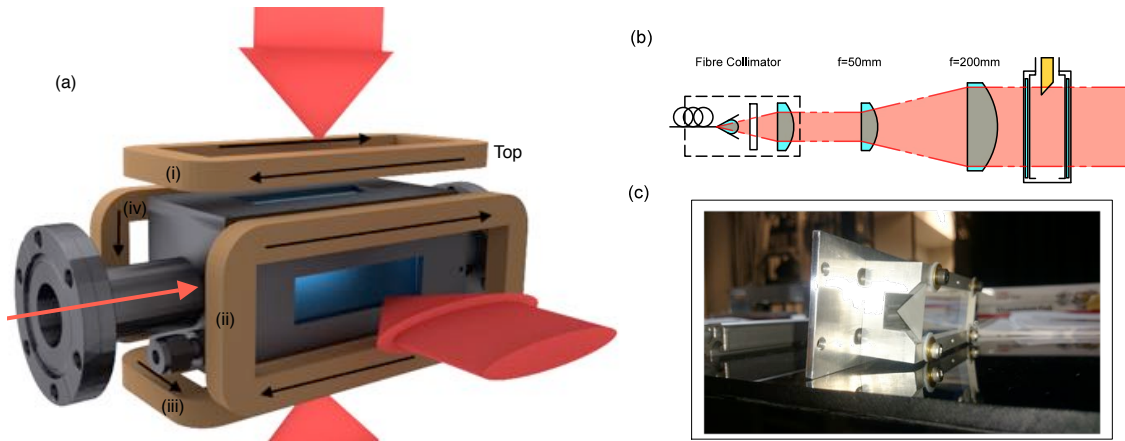 (a)
Top
(i)
(iv)
(ii)
(iii)
(b)
Fibre Collimator
f=50mm
f=200mm
(c)